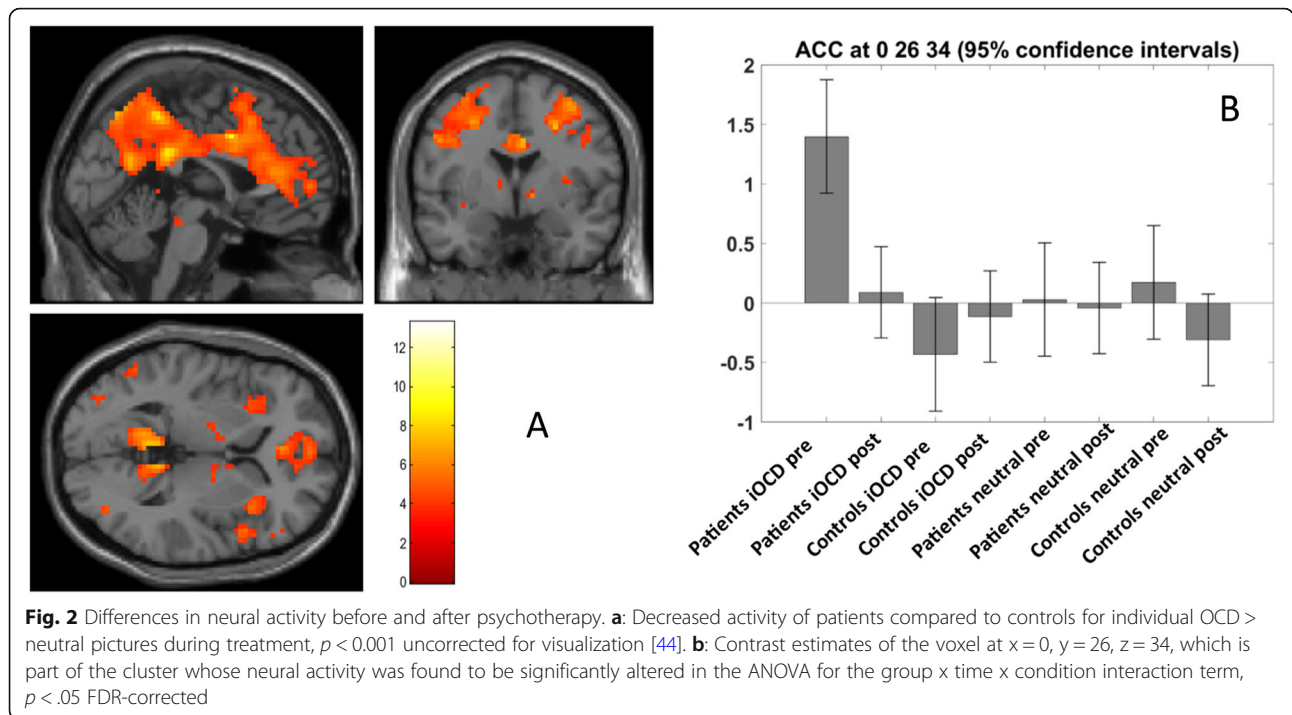 A
12
10
8
6
4
2
0
ACC at 0 26 34 (95% confidence intervals)
B
2
1.5
1
0.5
0
-0.5
-1
Patients iOCD pre
Patients iOCD post
Controls iOCD pre
Controls iOCD post
Patients neutral pre
Patients neutral post
Controls neutral pre
Controls neutral post
Fig. 2 Differences in neural activity before and after psychotherapy. a: Decreased activity of patients compared to controls for individual OCD >
neutral pictures during treatment, p < 0.001 uncorrected for visualization [44]. b: Contrast estimates of the voxel at x = 0, y = 26, z = 34, which is
part of the cluster whose neural activity was found to be significantly altered in the ANOVA for the group x time x condition interaction term,
p < .05 FDR-corrected